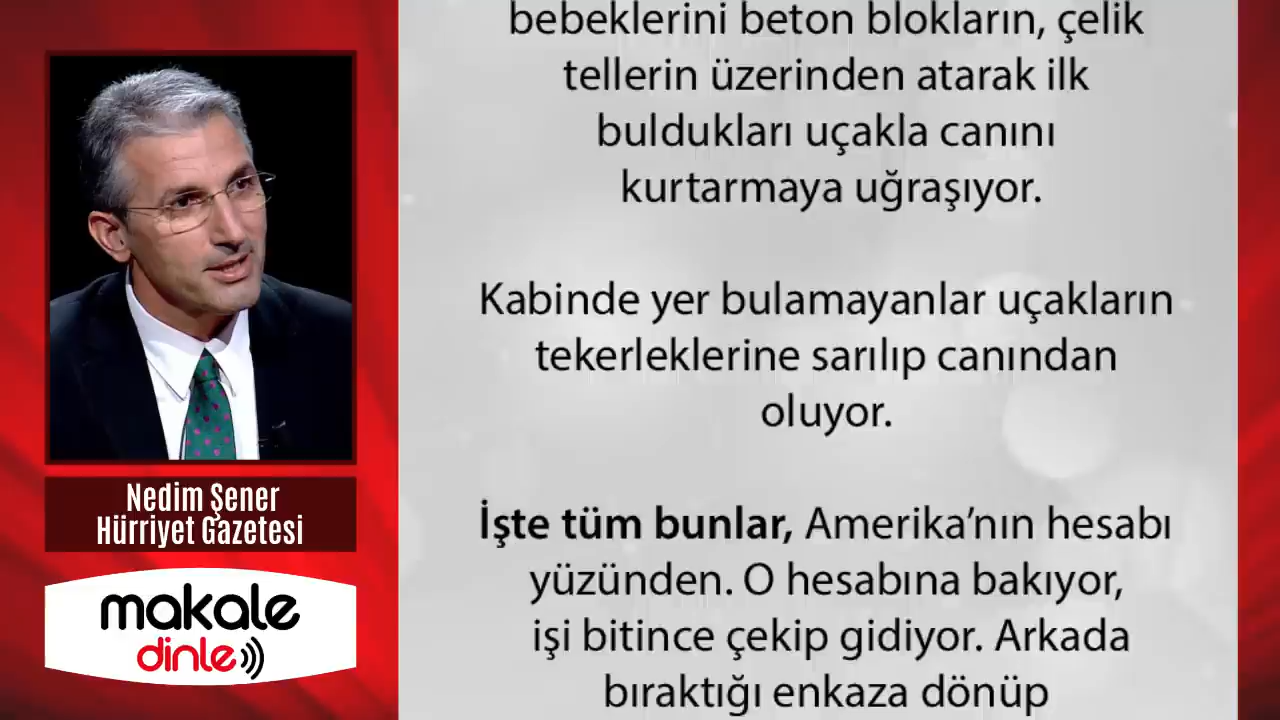 bebeklerini beton blokların, çelik
tellerin üzerinden atarak ilk
buldukları uçakla canını
kurtarmaya uğraşıyor.
Kabinde yer bulamayanlar uçakların
tekerleklerine sarılıp canından
oluyor.
İşte tüm bunlar, Amerika’nın hesabı
yüzünden. O hesabına bakıyor,
işi bitince çekip gidiyor. Arkada
bıraktığı enkaza dönüp
Nedim Şener
Hürriyet Gazetesi
makale
dinle